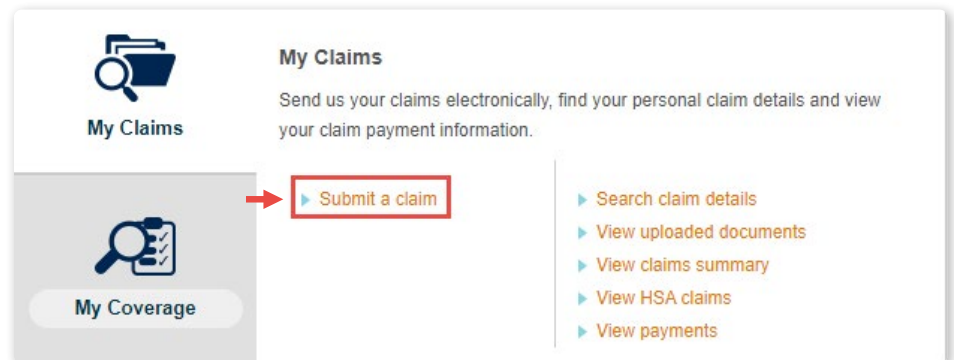 My Claims
My Coverage
My Claims
Send us your claims electronically, find your personal claim details and view
your claim payment information.
Submit a claim
Search claim details
View uploaded documents
View claims summary
View HSA claims
View payments